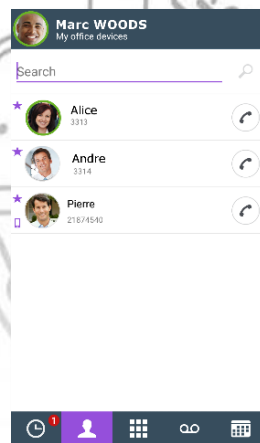 Marc WOODS
My office devices
Search
Alice
3313
Andre
3314
Pierre
21874540
1